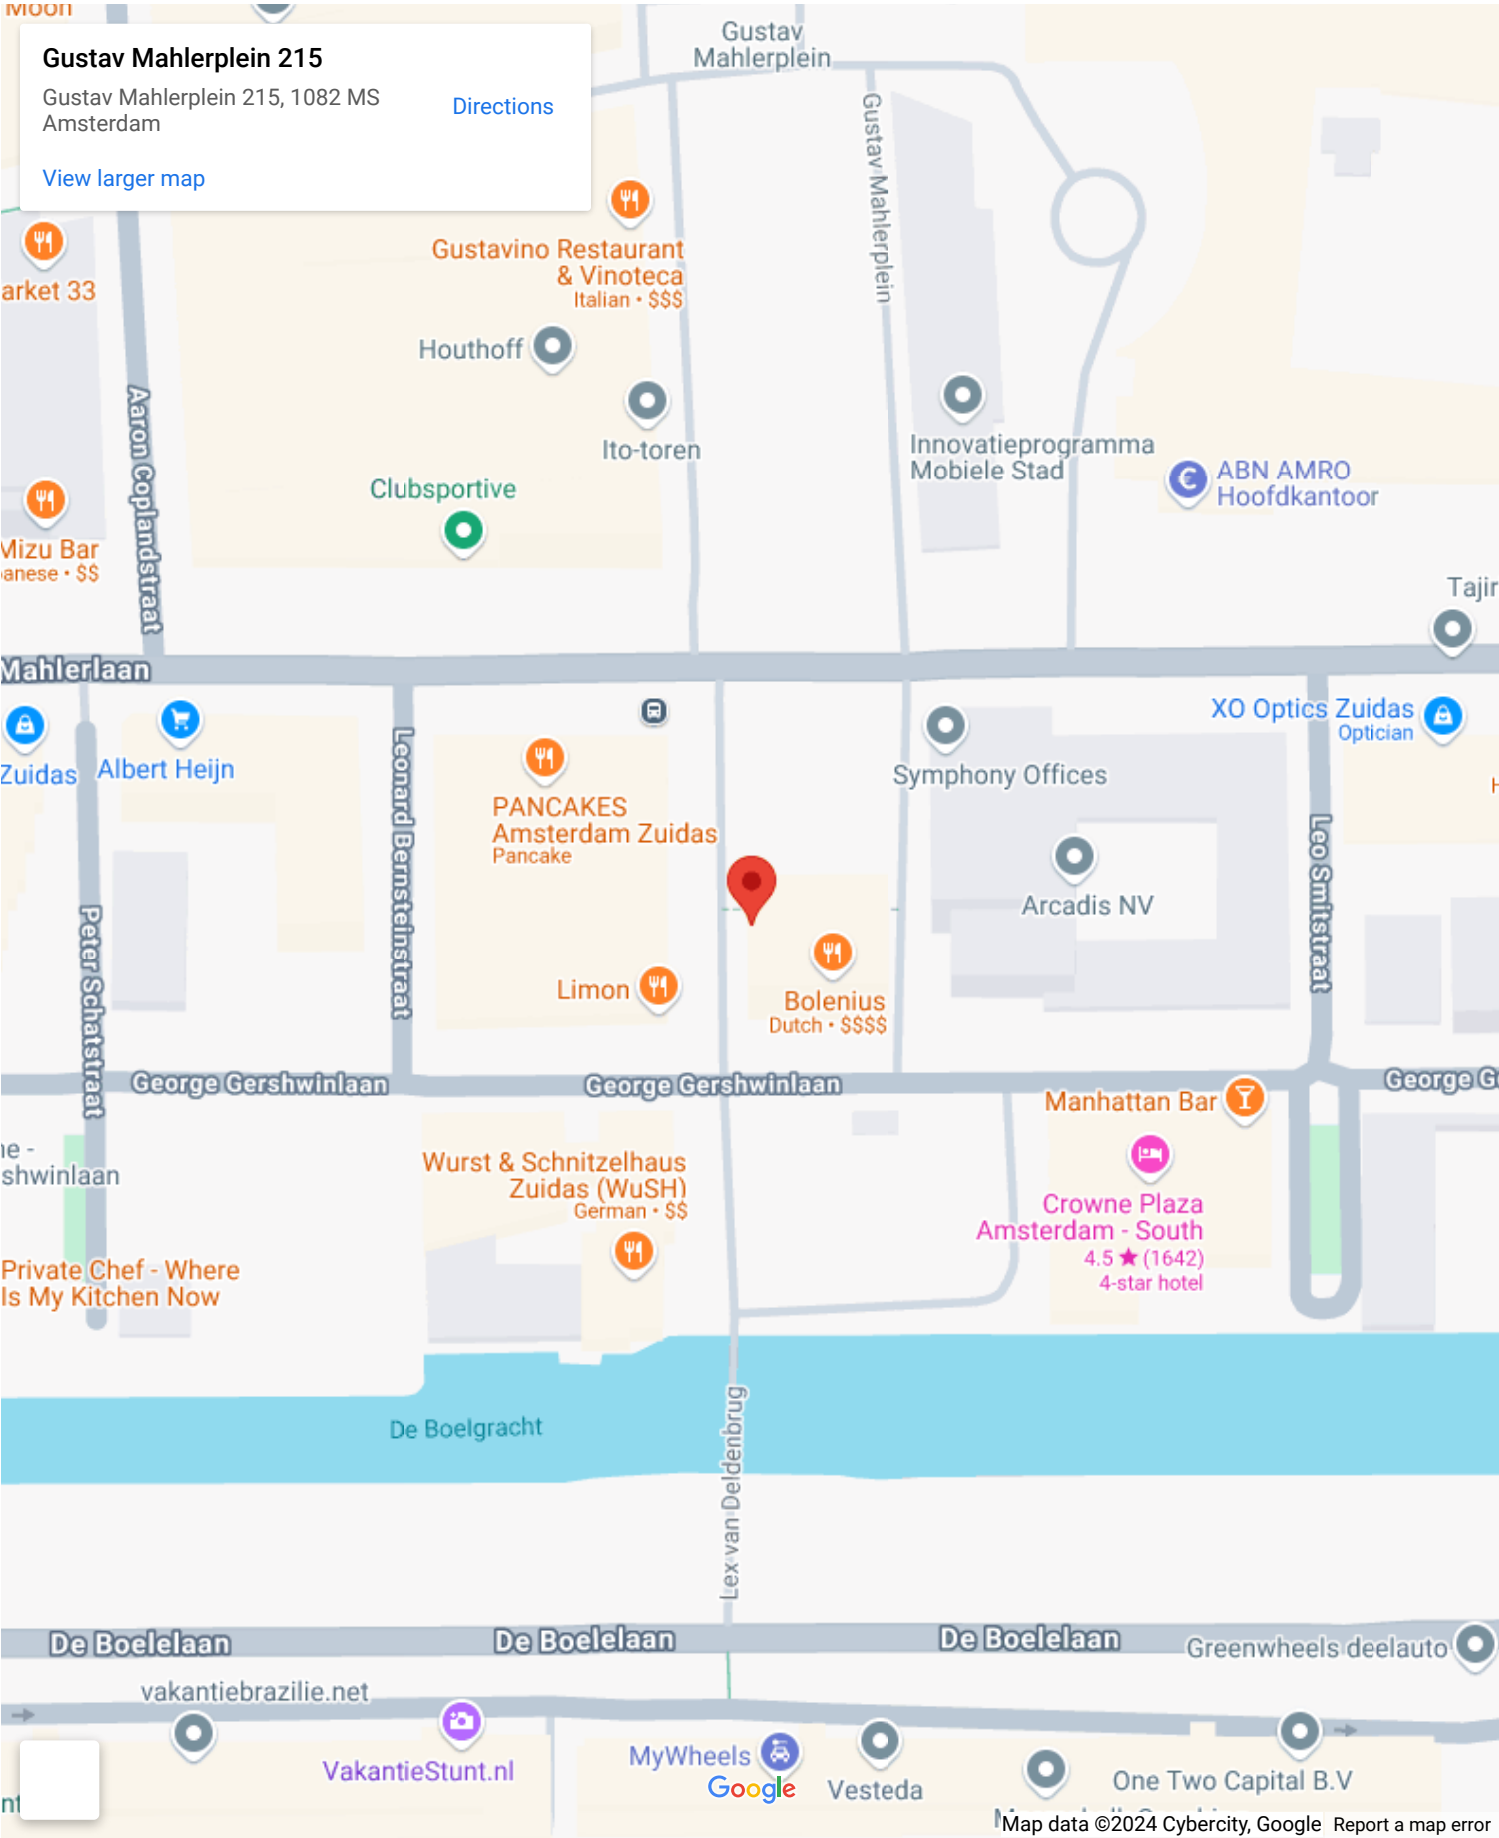 Moon
Gustav Mahlerplein 215
Gustav Mahlerplein 215, 1082 MS
Amsterdam
Directions
View larger map
Gustav
Mahlerplein
Gustav Mahlerplein
Gustavino Restaurant
& Vinoteca
Italian • $$$
arket 33
Houthoff
Ito-toren
Aaron Coplandstraat
Innovatieprogramma
Mobiele Stad
ABN AMRO
Hoofdkantoor
Clubsportive
Mizu Bar
anese • $$
Tajir
Mahlerlaan
Zuidas
Albert Heijn
Leonard Bernsteinstraat
PANCAKES
Amsterdam Zuidas
Pancake
Symphony Offices
XO Optics Zuidas
Optician
H
Arcadis NV
Leo Smitstraat
Peter Schatstraat
Limon
Bolenius
Dutch • $$$$
George Gershwinlaan
George Gershwinlaan
George G
Manhattan Bar
ne -
shwinlaan
Wurst & Schnitzelhaus
Zuidas (WuSH)
German • $$
Crowne Plaza
Amsterdam - South
4.5 ★ (1642)
4-star hotel
Private Chef - Where
Is My Kitchen Now
De Boelgracht
Lex van Deldenbrug
De Boelelaan
De Boelelaan
De Boelelaan
Greenwheels deelauto
vakantiebrazilie.net
VakantieStunt.nl
MyWheels
Google
Vesteda
One Two Capital B.V
nt
Map data ©2024 Cybercity, Google
Report a map error